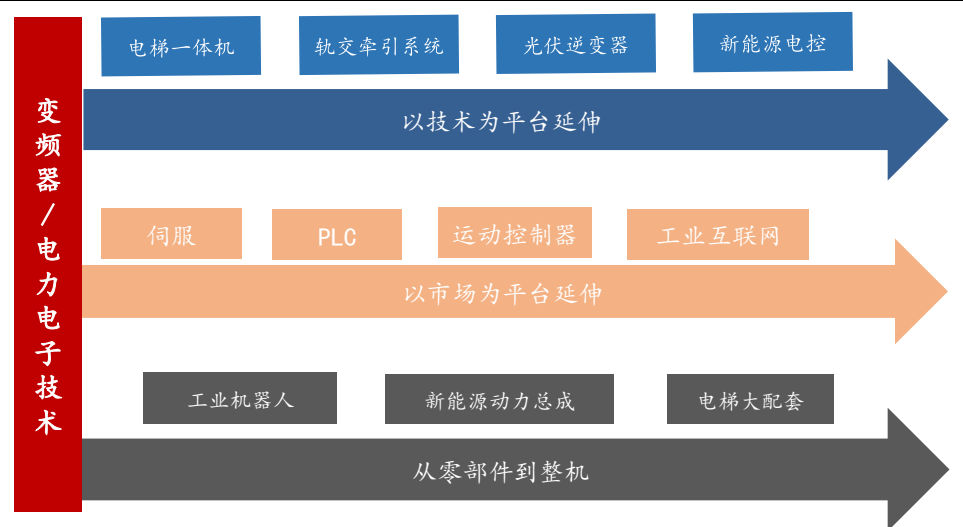 变频器/电力电子技术
电梯一体机
轨交牵引系统
光伏逆变器
新能源电控
以技术为平台延伸
伺服
PLC
运动控制器
工业互联网
以市场为平台延伸
工业机器人
新能源动力总成
电梯大配套
从零部件到整机